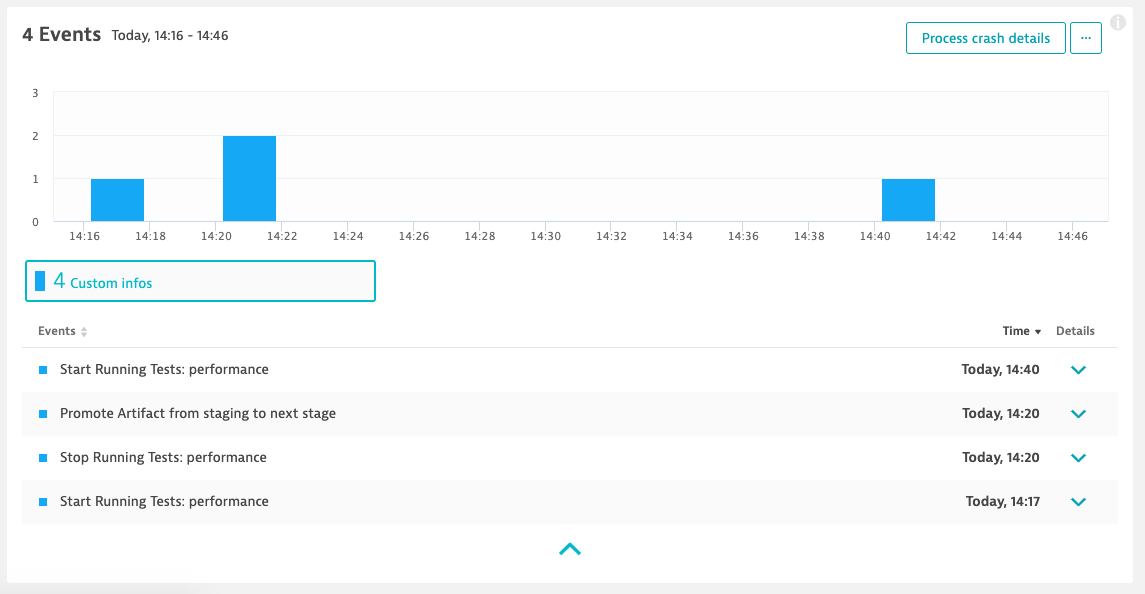 4 Events Today, 14:16 - 14:46 Process crash details ... i
3
2
1
0
14:16 14:18 14:20 14:22 14:24 14:26 14:28 14:30 14:32 14:34 14:36 14:38 14:40 14:42 14:44 14:46
4 Custom infos
Events Time Details
Start Running Tests: performance Today, 14:40
Promote Artifact from staging to next stage Today, 14:20
Stop Running Tests: performance Today, 14:20
Start Running Tests: performance Today, 14:17